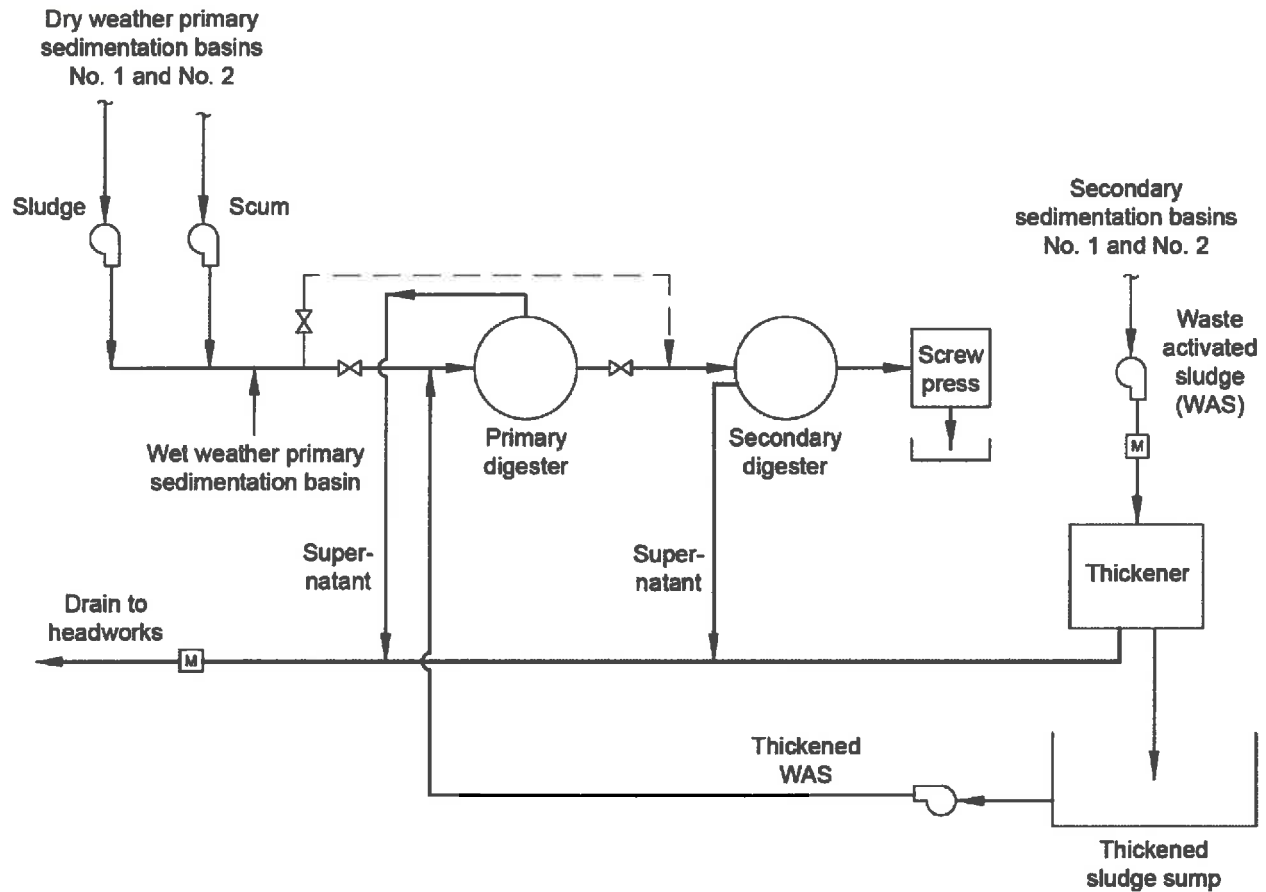 Dry weather primary
sedimentation basins
No. 1 and No. 2
Sludge
Scum
Secondary
sedimentation basins
No. 1 and No. 2
Waste
activated
sludge
(WAS)
Screw
press
Primary
digester
Secondary
digester
Wet weather primary
sedimentation basin
M
Super-
natant
Super-
natant
Thickener
Drain to
headworks
M
Thickened
WAS
Thickened
sludge sump